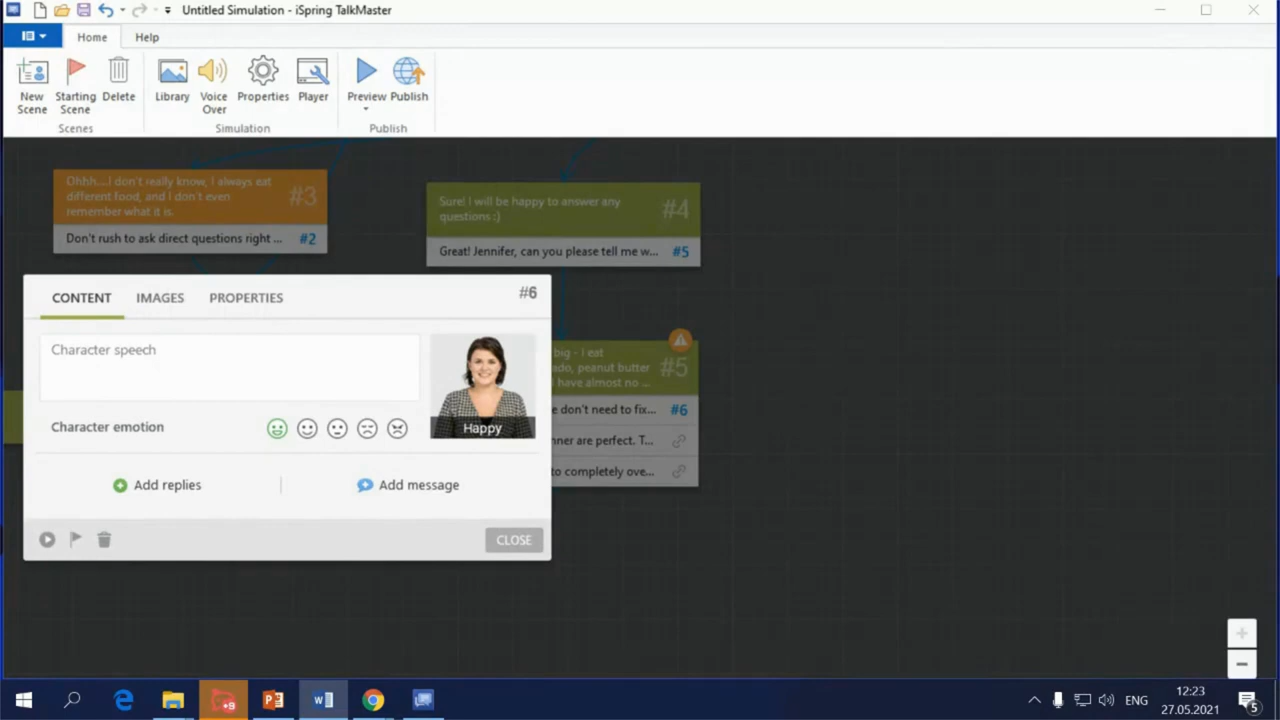 Untitled Simulation - iSpring TalkMaster
Home Help
New Scene
Starting Scene
Delete
Library
Voice Over
Properties
Player
Preview
Publish
Scenes
Simulation
Publish
Ohhh...I don't really know, I always eat
different food, and I don't even
remember what it is.
#3
Don't rush to ask direct questions right ... #2
Sure! I will be happy to answer any
questions :)
#4
Great! Jennifer, can you please tell me w... #5
CONTENT IMAGES PROPERTIES #6
Character speech
Happy
Character emotion
Add replies
Add message
CLOSE
big - I eat
peanut butter
I have almost no ...
#5
don't need to fix... #6
are perfect. T...
to completely ove...
+9
ENG
12:23
27.05.2021
5